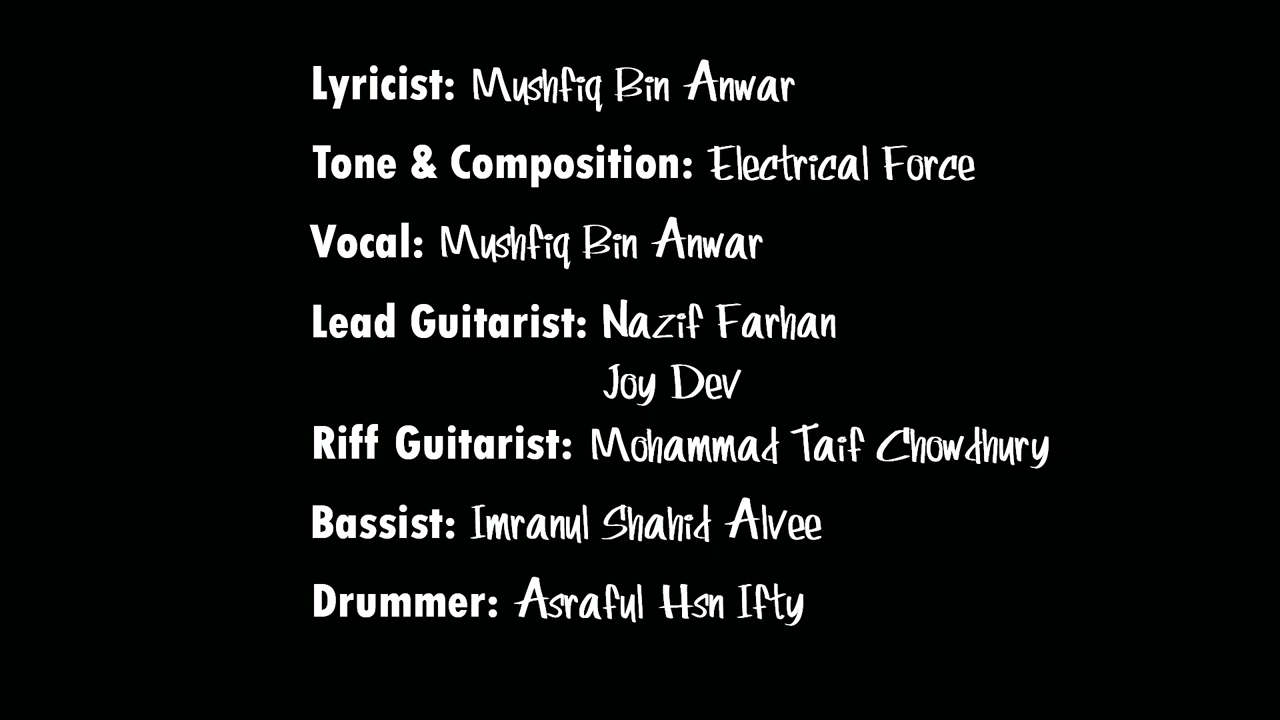 Lyricist: Mushfiq Bin Anwar
Tone & Composition: Electrical Force
Vocal: Mushfiq Bin Anwar
Lead Guitarist: Nazif Farhan
Joy Dev
Riff Guitarist: Mohammad Taif Chowdhury
Bassist: Imranul Shahid Alvee
Drummer: Asraful Hsn Ifty